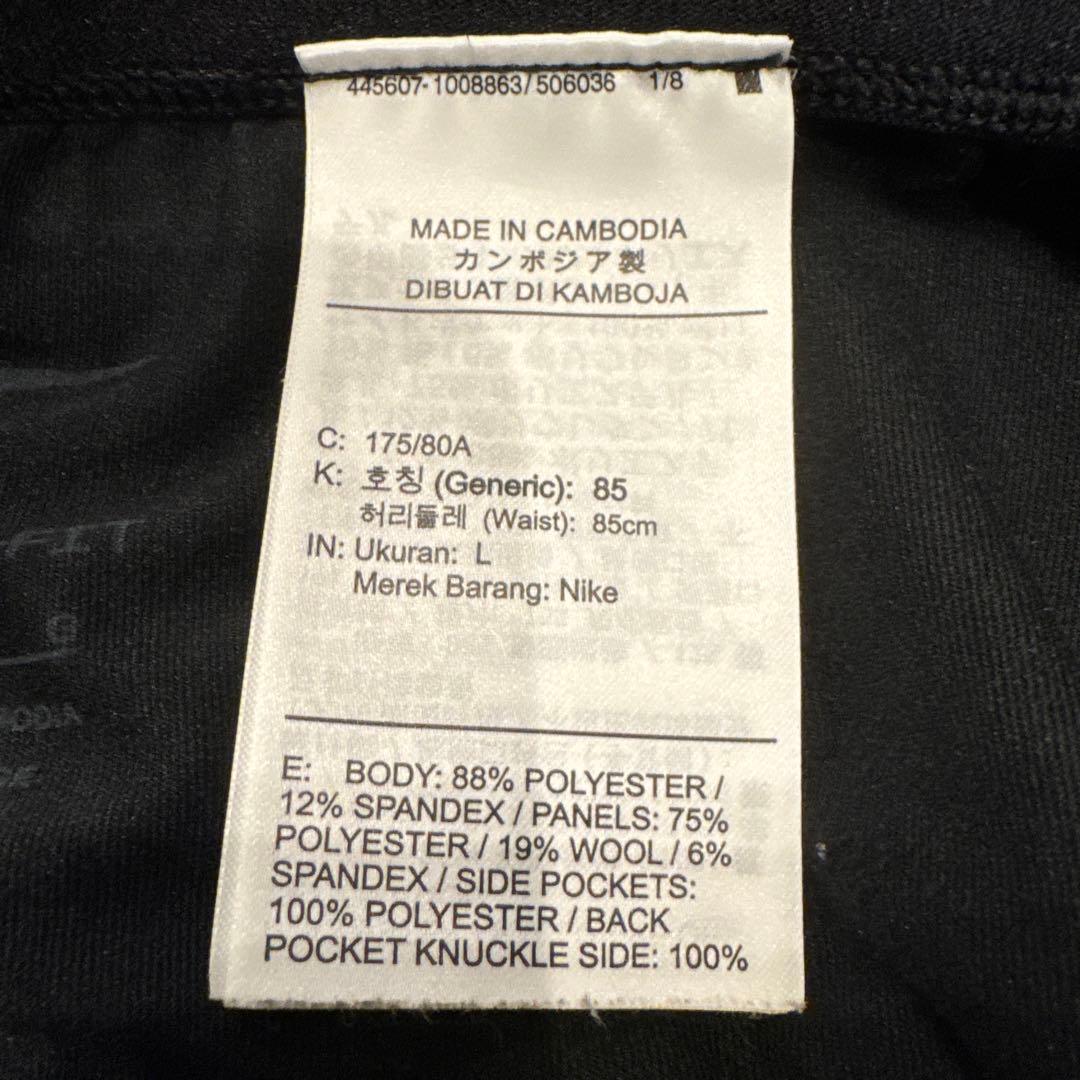 445607-1008863/506036 1/8
MADE IN CAMBODIA
カンボジア製
DIBUAT DI KAMBOJA
C: 175/80A
K: 호칭 (Generic): 85
허리둘레 (Waist): 85cm
IN: Ukuran: L
Merek Barang: Nike
E: BODY: 88% POLYESTER /
12% SPANDEX / PANELS: 75%
POLYESTER / 19% WOOL / 6%
SPANDEX / SIDE POCKETS:
100% POLYESTER / BACK
POCKET KNUCKLE SIDE: 100%